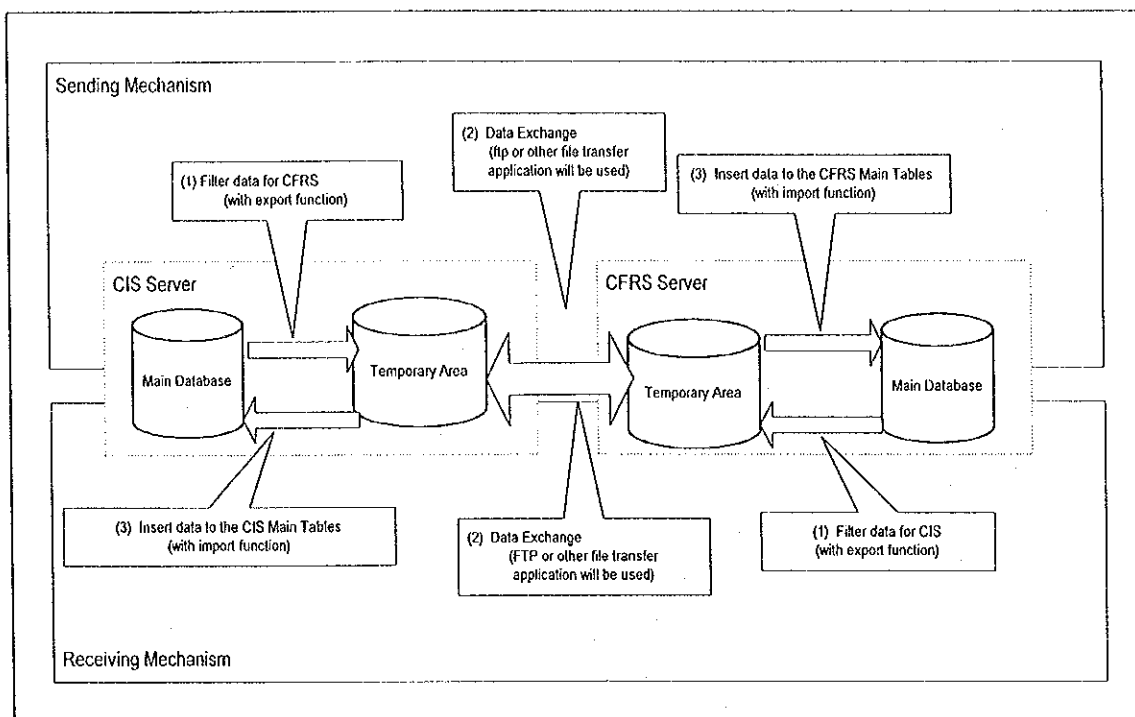 Sending Mechanism
(2) Data Exchange
(ftp or other file transfer
application will be used)
(1) Filter data for CFRS
(with export function)
(3) Insert data to the CFRS Main Tables
(with import function)
CIS Server
CFRS Server
Main Database
Temporary Area
Temporary Area
Main Database
(3) Insert data to the CIS Main Tables
(with import function)
(2) Data Exchange
(FTP or other file transfer
application will be used)
(1) Filter data for CIS
(with export function)
Receiving Mechanism